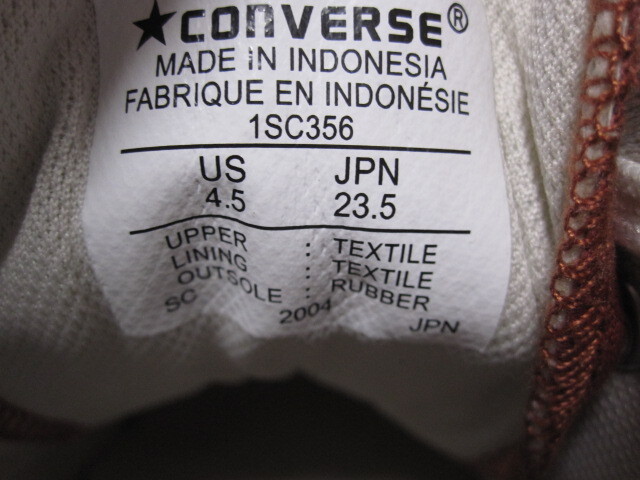 ★CONVERSE®
MADE IN INDONESIA
FABRIQUE EN INDONÉSIE
1SC356
US JPN
4.5 23.5
UPPER : TEXTILE
LINING : TEXTILE
OUTSOLE : RUBBER
SC 2004 JPN